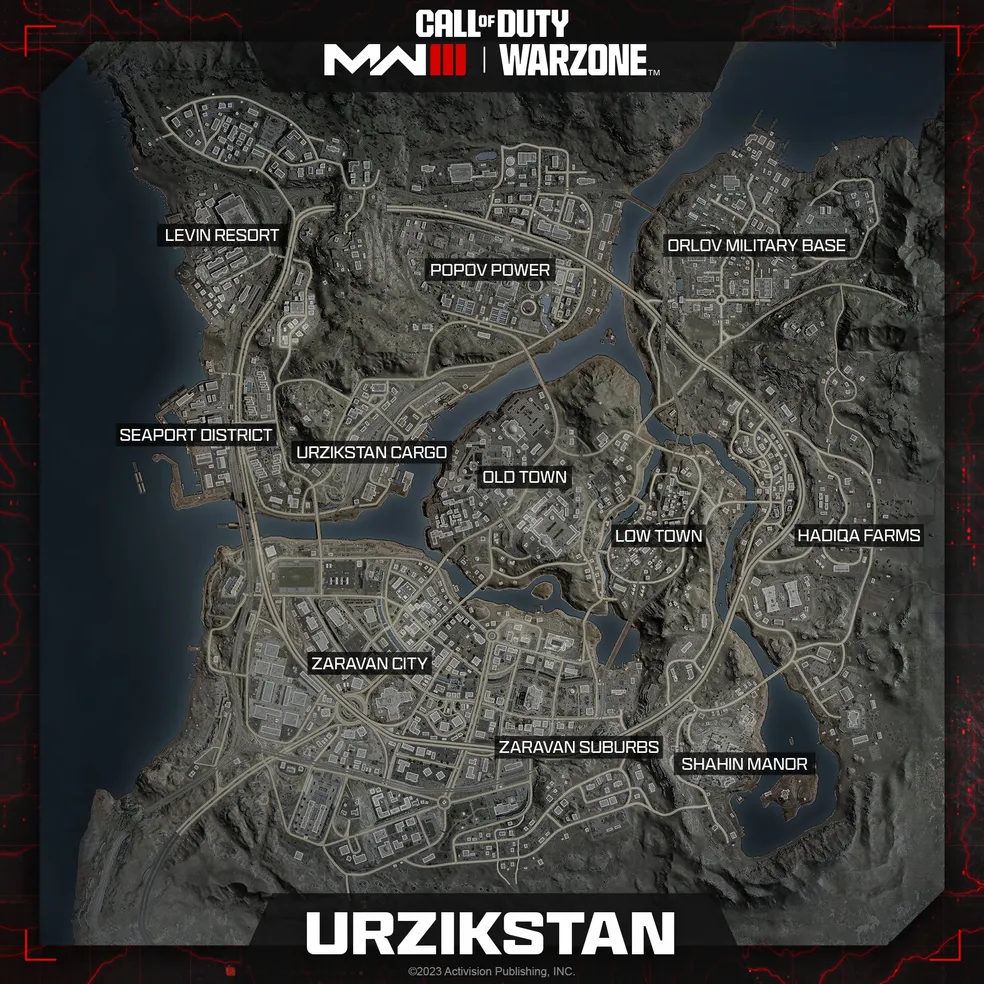 CALL OF DUTY
MWIII | WARZONE™
LEVIN RESORT
ORLOV MILITARY BASE
POPOV POWER
SEAPORT DISTRICT
URZIKSTAN CARGO
OLD TOWN
LOW TOWN
HADIQA FARMS
ZARAVAN CITY
ZARAVAN SUBURBS
SHAHIN MANOR
URZIKSTAN
©2023 Activision Publishing, INC.